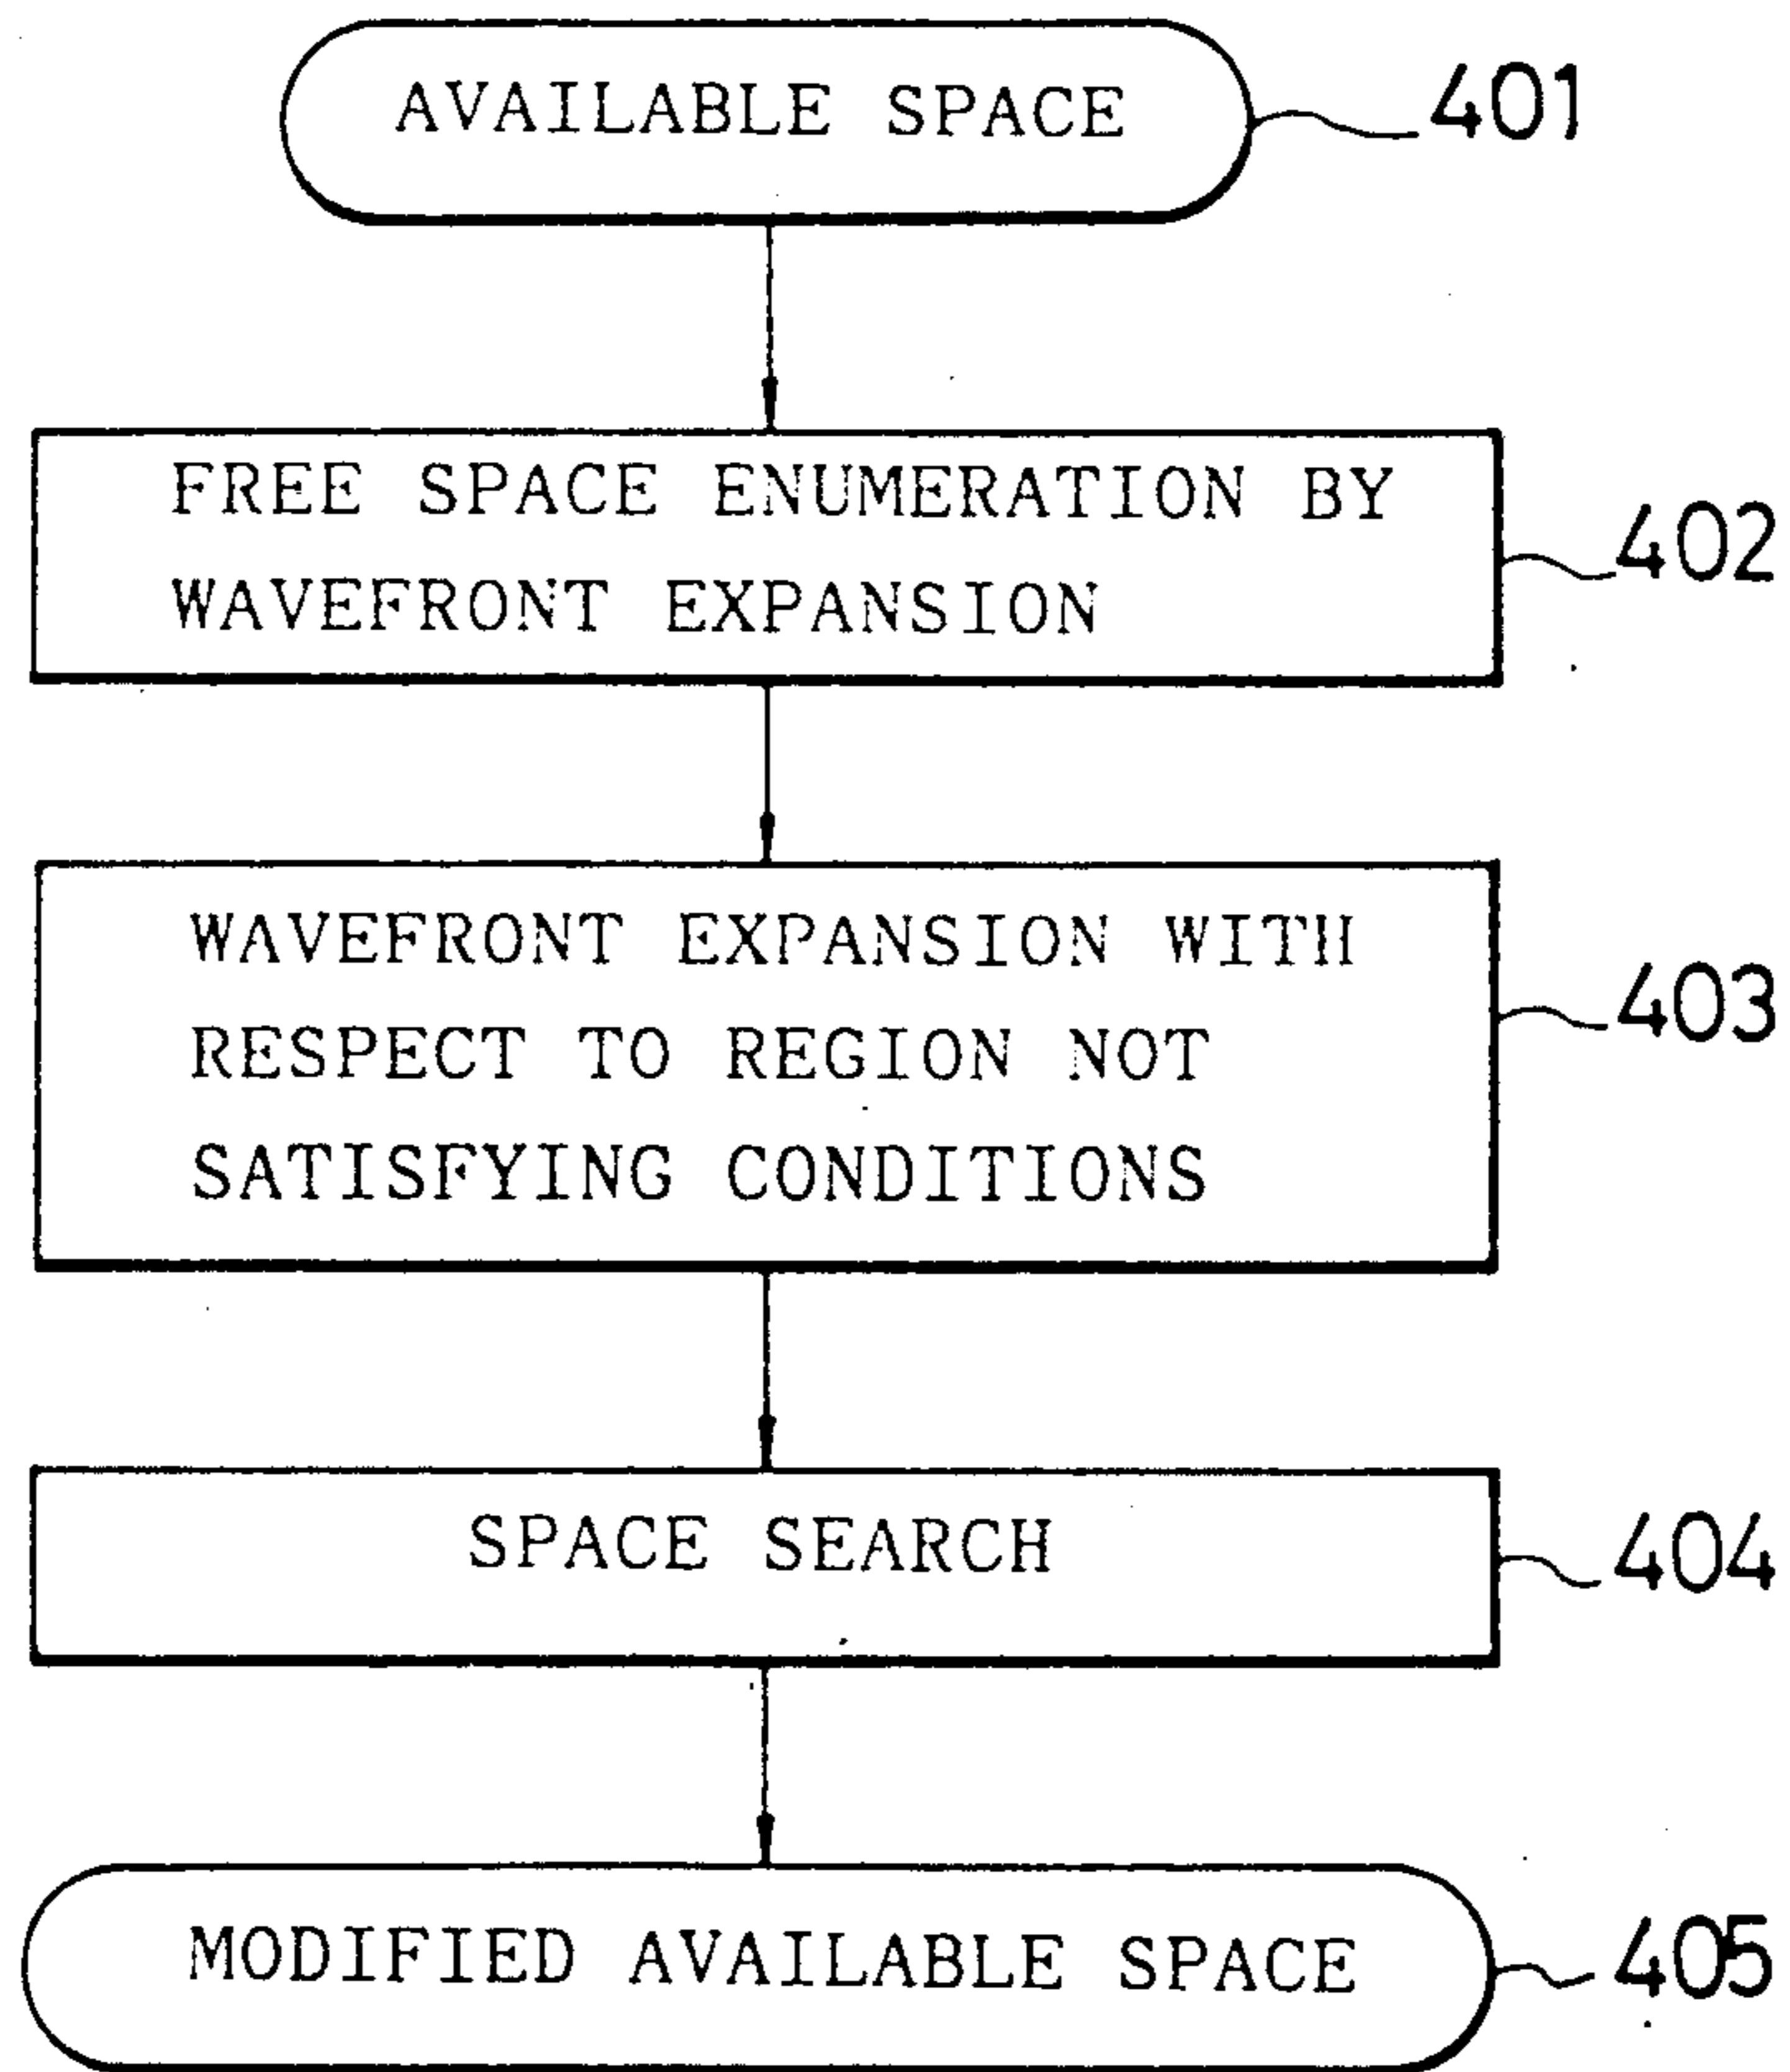 AVAILABLE SPACE
401
FREE SPACE ENUMERATION BY
WAVEFRONT EXPANSION
402
WAVEFRONT EXPANSION WITH
RESPECT TO REGION NOT
SATISFYING CONDITIONS
403
SPACE SEARCH
404
MODIFIED AVAILABLE SPACE
405